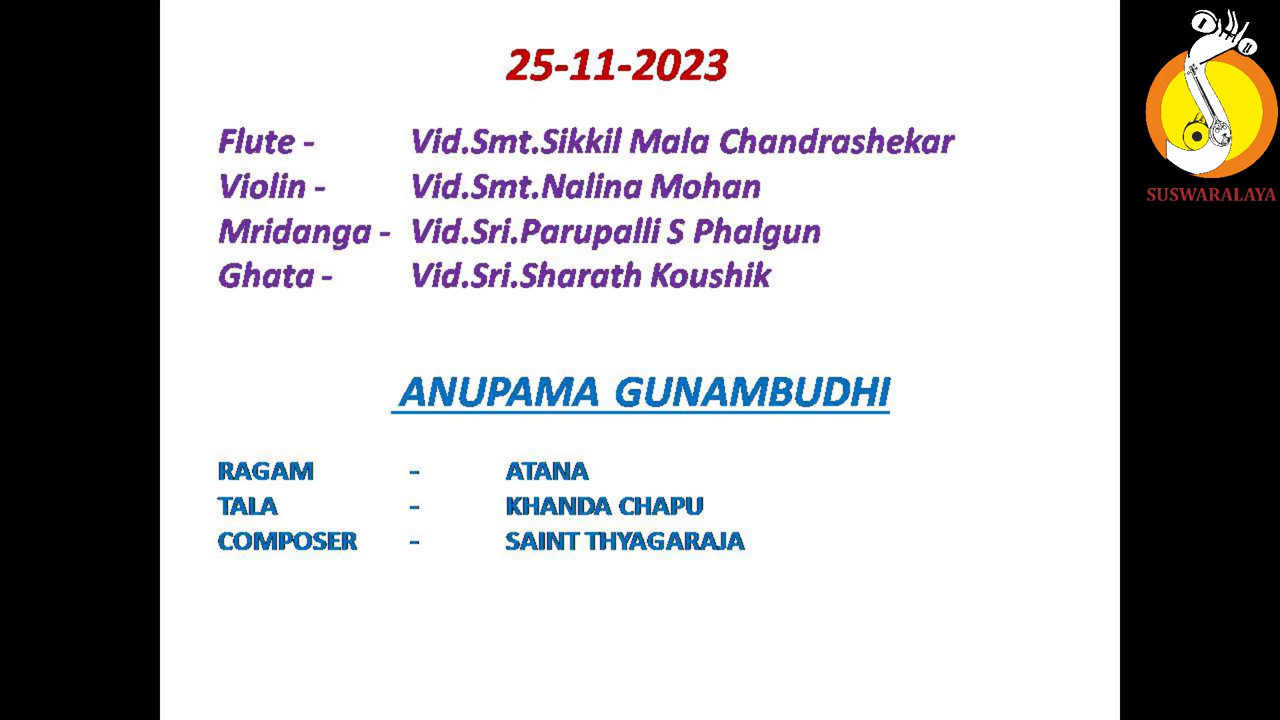 25-11-2023
Flute - Vid.Smt.Sikkil Mala Chandrashekar
Violin - Vid.Smt.Nalina Mohan
Mridanga - Vid.Sri.Parupalli S Phalgun
Ghata - Vid.Sri.Sharath Koushik
ANUPAMA GUNAMBUDHI
RAGAM - ATANA
TALA - KHANDA CHAPU
COMPOSER - SAINT THYAGARAJA
SUSWARALAYA